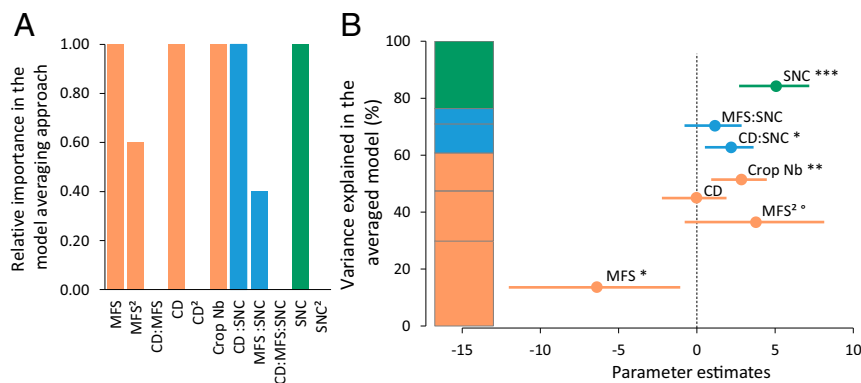 A
Relative importance in the
model averaging approach
1.00
0.80
0.60
0.40
0.20
0.00
MFS
MFS²
CD:MFS
CD
CD²
Crop Nb
CD :SNC
MFS :SNC
CD:MFS:SNC
SNC
SNC²
B
Variance explained in the
averaged model (%)
100
80
60
40
20
0
SNC ***
MFS:SNC
CD:SNC *
Crop Nb **
CD
MFS² °
MFS *
-15
-10
-5
0
5
10
Parameter estimates